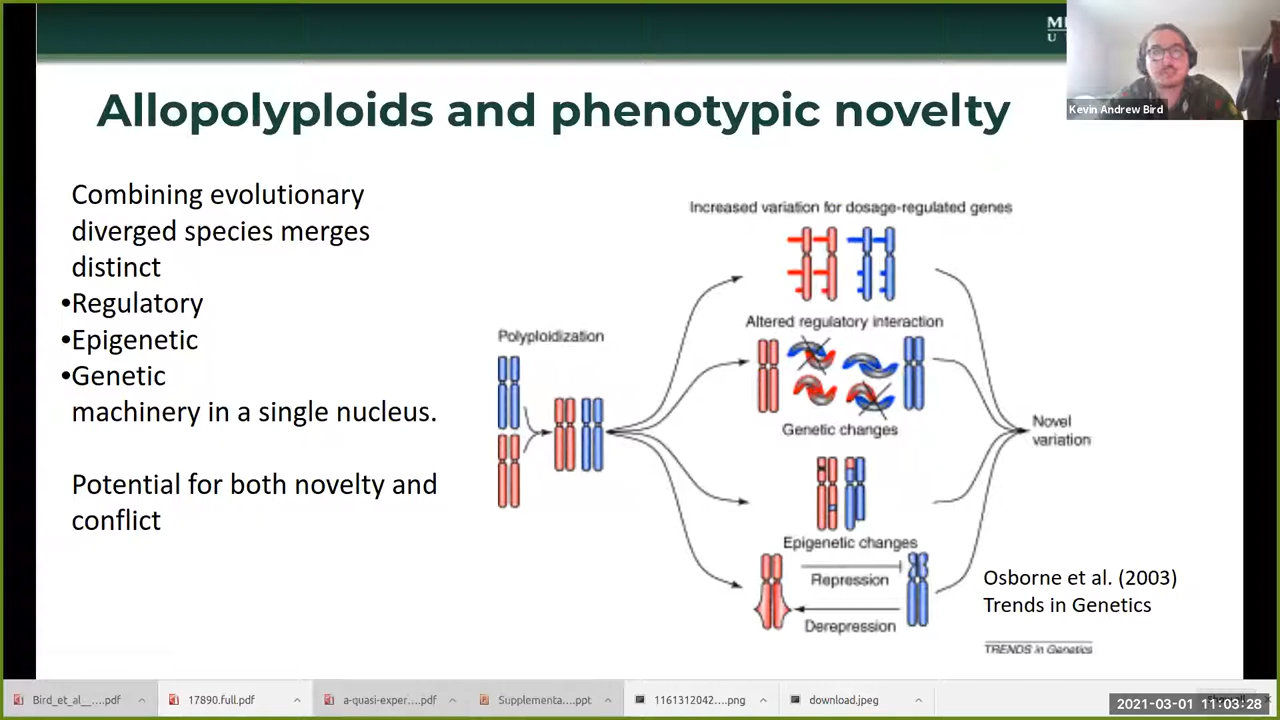 MI
U
Kevin Andrew Bird
Allopolyploids and phenotypic novelty
Combining evolutionary
diverged species merges
distinct
•Regulatory
•Epigenetic
•Genetic
machinery in a single nucleus.
Potential for both novelty and
conflict
Increased variation for dosage-regulated genes
Altered regulatory interaction
Polyploidization
Genetic changes
Novel
variation
Epigenetic changes
Repression
Derepression
Osborne et al. (2003)
Trends in Genetics
TRENDS in Genetics
Bird_et_al__....pdf
17890.full.pdf
a-quasi-exper....pdf
Supplementa....ppt
1161312042....png
download.jpeg
2021-03-01 11:03:28